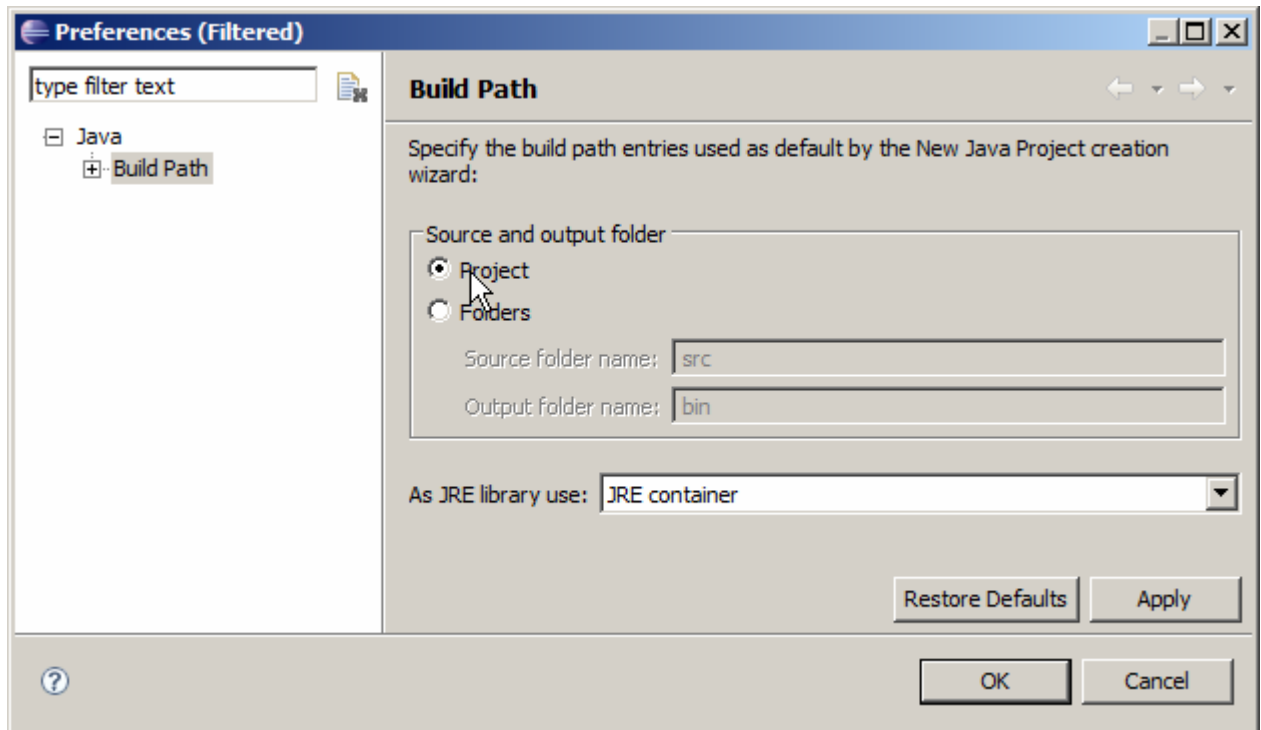 Preferences (Filtered)
type filter text
Java
Build Path
Build Path
Specify the build path entries used as default by the New Java Project creation
wizard:
Source and output folder
Project
Folders
Source folder name: src
Output folder name: bin
As JRE library use: JRE container
Restore Defaults Apply
OK Cancel